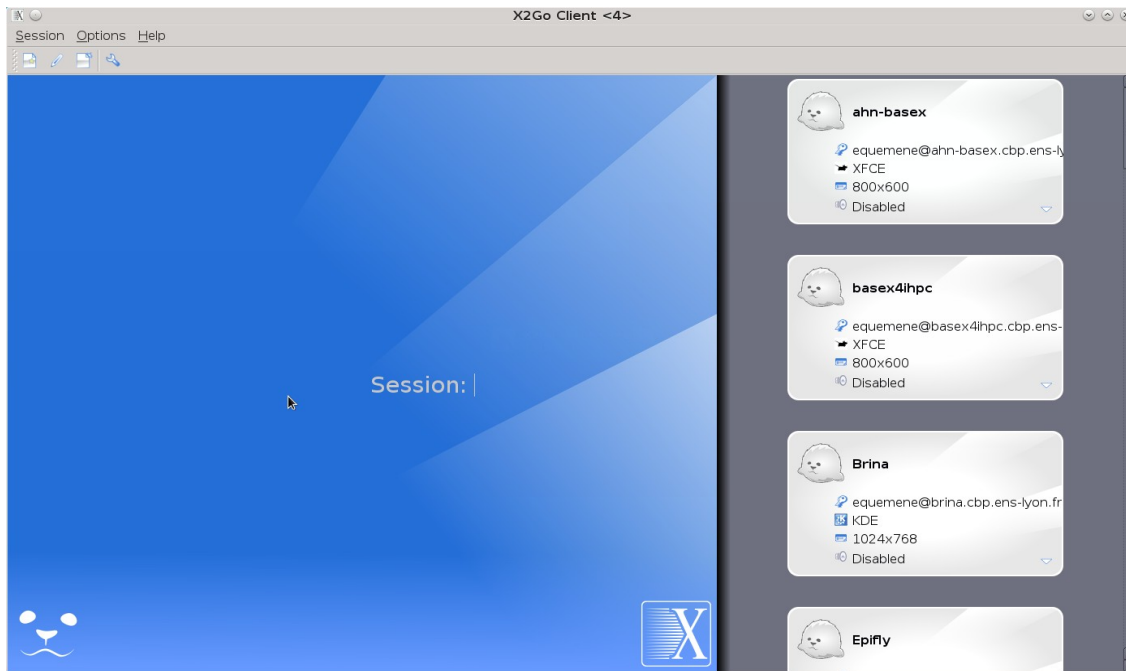 X2Go Client <4>
Session Options Help
Session:
X
ahn-basex
equemene@ahn-basex.cbp.ens-ly
XFCE
800x600
Disabled
basex4ihpc
equemene@basex4ihpc.cbp.ens-
XFCE
800x600
Disabled
Brina
equemene@brina.cbp.ens-lyon.fr
KDE
1024x768
Disabled
Epifly